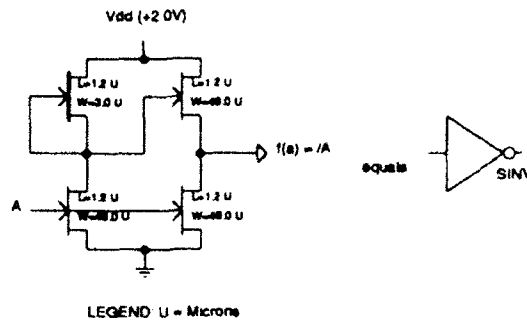 Vdd (+2.0V)
L=1.2 U
W=3.0 U
L=1.2 U
f(a) = /A
equals
SINV
A
L=1.2 U
L=1.2 U
LEGEND: U = Microns